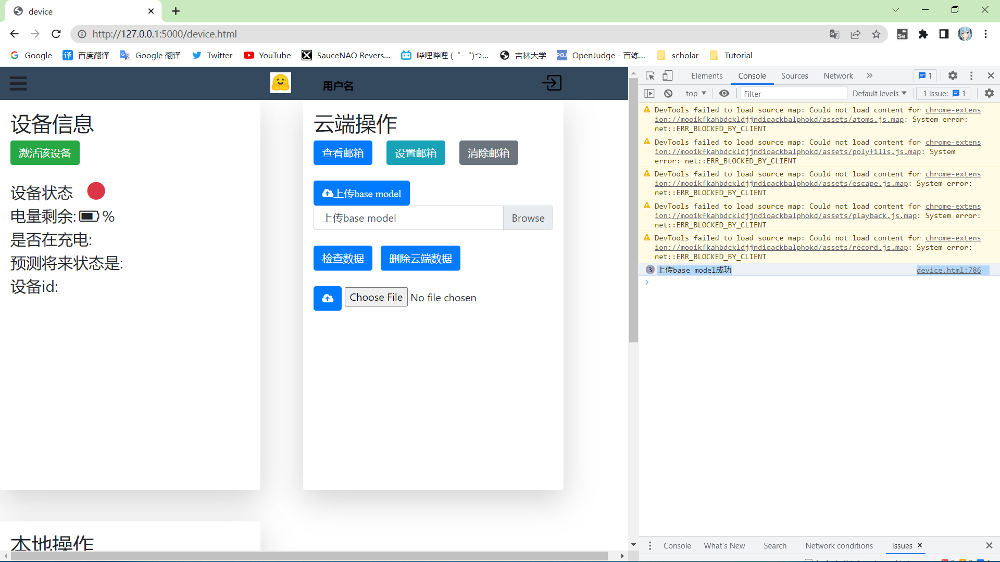 device
http://127.0.0.1:5000/device.html
Google
百度翻译
Google 翻译
Twitter
YouTube
SauceNAO Revers...
哔哩哔哩 ( ゜- ゜)つ...
吉林大学
OpenJudge - 百练...
scholar
Tutorial
用户名
设备信息
激活该设备
设备状态
电量剩余: %
是否在充电:
预测将来状态是:
设备id:
本地操作
云端操作
查看邮箱
设置邮箱
清除邮箱
上传base model
上传base model
Browse
检查数据
删除云端数据
Choose File No file chosen
Elements
Console
Sources
Network
1
top
Filter
Default levels
1 Issue: 1
DevTools failed to load source map: Could not load content for chrome-extens
ion://mooikfkahbdckldjjndioackbalphokd/assets/atoms.js.map: System error:
net::ERR_BLOCKED_BY_CLIENT
DevTools failed to load source map: Could not load content for chrome-extens
ion://mooikfkahbdckldjjndioackbalphokd/assets/polyfills.js.map: System
error: net::ERR_BLOCKED_BY_CLIENT
DevTools failed to load source map: Could not load content for chrome-extens
ion://mooikfkahbdckldjjndioackbalphokd/assets/escape.js.map: System error:
net::ERR_BLOCKED_BY_CLIENT
DevTools failed to load source map: Could not load content for chrome-extens
ion://mooikfkahbdckldjjndioackbalphokd/assets/playback.js.map: System error:
net::ERR_BLOCKED_BY_CLIENT
DevTools failed to load source map: Could not load content for chrome-extens
ion://mooikfkahbdckldjjndioackbalphokd/assets/record.js.map: System error:
net::ERR_BLOCKED_BY_CLIENT
3 上传base model成功 device.html:786
Console
What's New
Search
Network conditions
Issues